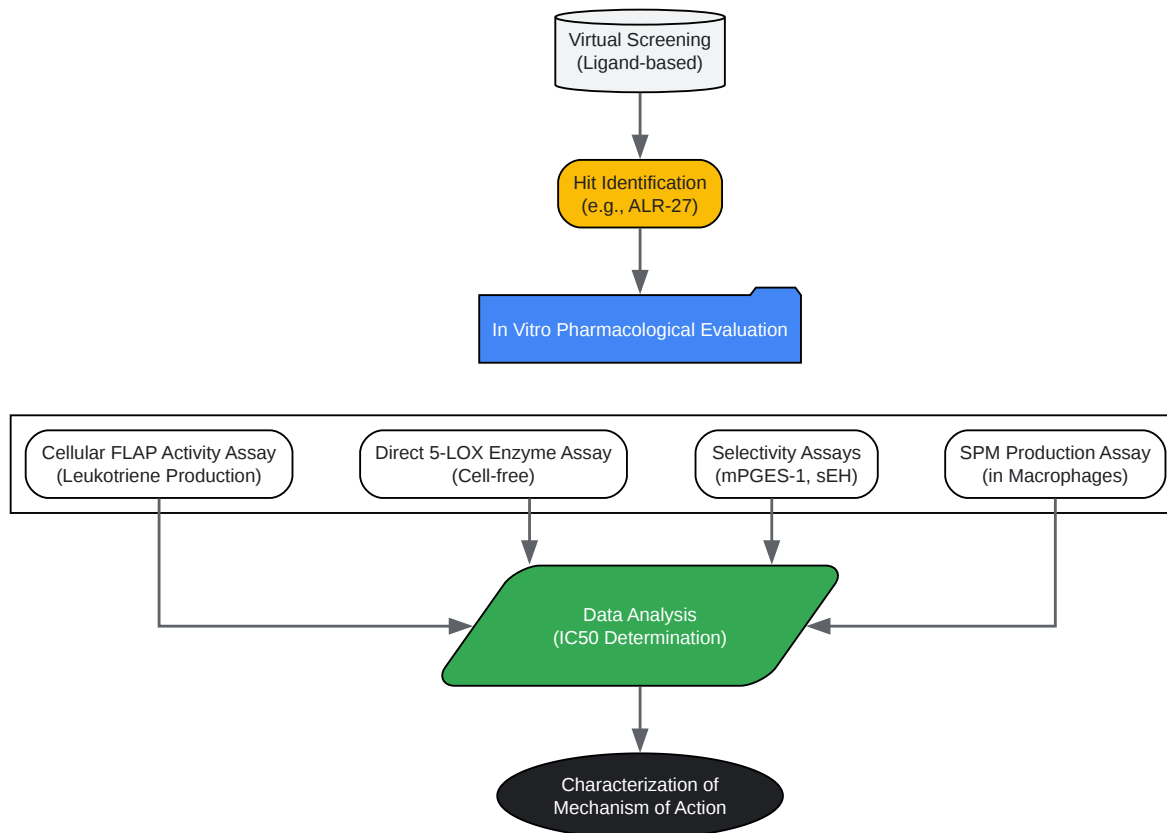 Virtual Screening
(Ligand-based)
Hit Identification
(e.g., ALR-27)
In Vitro Pharmacological Evaluation
Cellular FLAP Activity Assay
(Leukotriene Production)
Direct 5-LOX Enzyme Assay
(Cell-free)
Selectivity Assays
(mPGES-1, sEH)
SPM Production Assay
(in Macrophages)
Data Analysis
(IC50 Determination)
Characterization of
Mechanism of Action